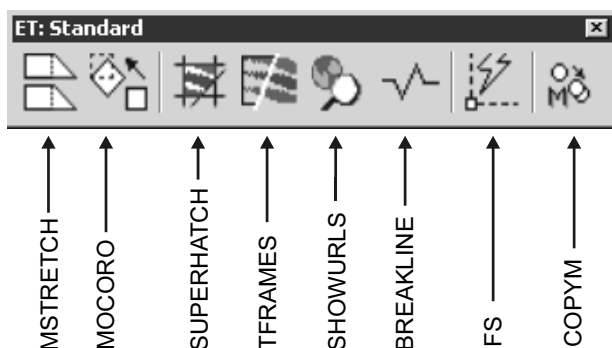 ET: Standard
M
MSTRETCH
MOCORO
SUPERHATCH
TFRAMES
SHOWURLS
BREAKLINE
FS
COPYM